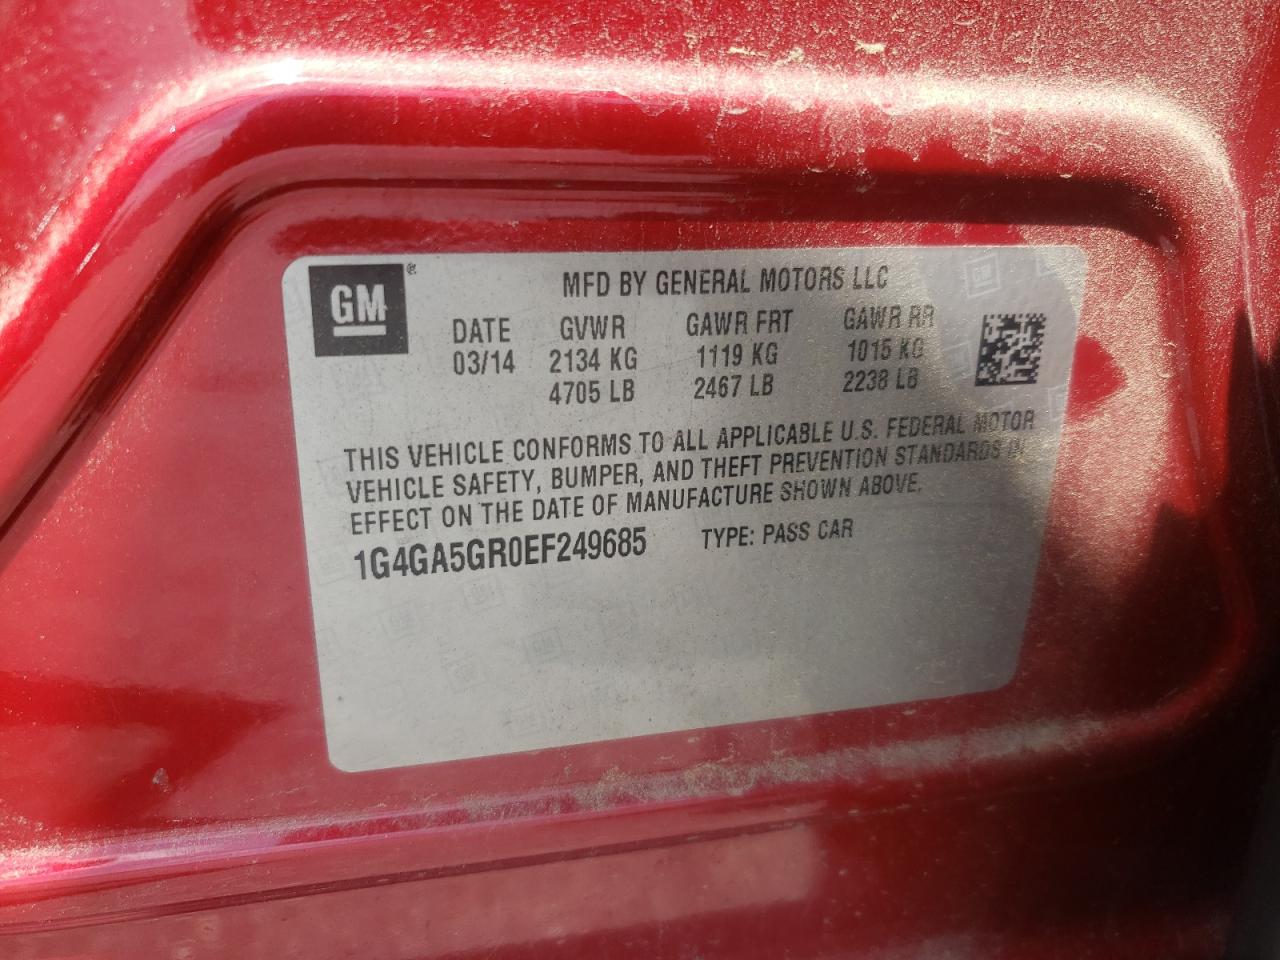 GM
MFD BY GENERAL MOTORS LLC
DATE GVWR GAWR FRT GAWR RR
03/14 2134 KG 1119 KG 1015 KG
4705 LB 2467 LB 2238 LB
THIS VEHICLE CONFORMS TO ALL APPLICABLE U.S. FEDERAL MOTOR
VEHICLE SAFETY, BUMPER, AND THEFT PREVENTION STANDARDS IN
EFFECT ON THE DATE OF MANUFACTURE SHOWN ABOVE.
1G4GA5GR0EF249685 TYPE: PASS CAR